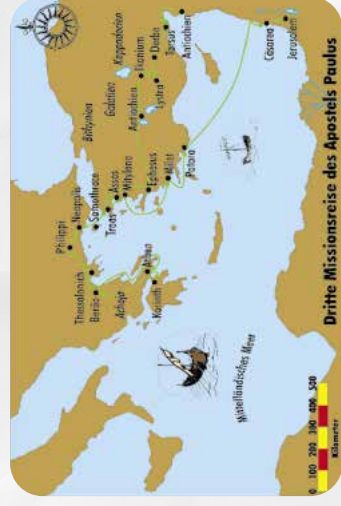 Bithynien
Galatien
Kappadozien
Philippi
Neapolis
Samothrace
Thessalonich
Beröa
Troas
Assos
Mitylene
Antiochien
Ikonium
Lystra
Derbe
Tarsus
Antiochien
Achaja
Athen
Korinth
Ephesus
Milet
Patara
Cäsarea
Jerusalem
Mittelländisches Meer
0 100 200 300 400 500
Kilometer
Dritte Missionsreise des Apostels Paulus